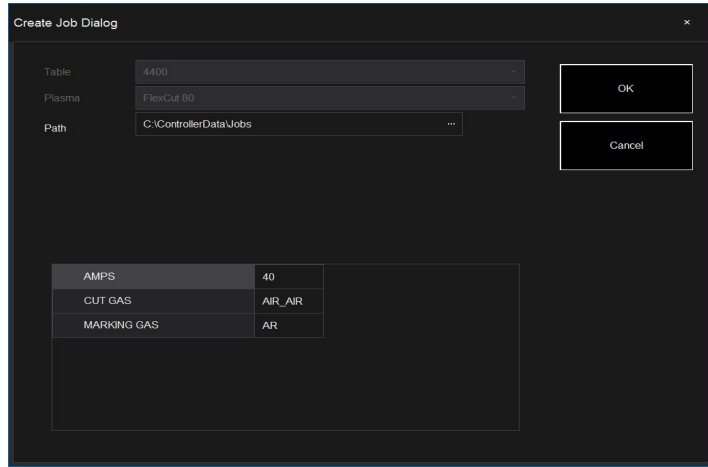 Create Job Dialog ×
Table 4400
Plasma FlexCut 80
Path C:\ControllerData\Jobs ...
OK
Cancel
AMPS 40
CUT GAS AIR_AIR
MARKING GAS AR